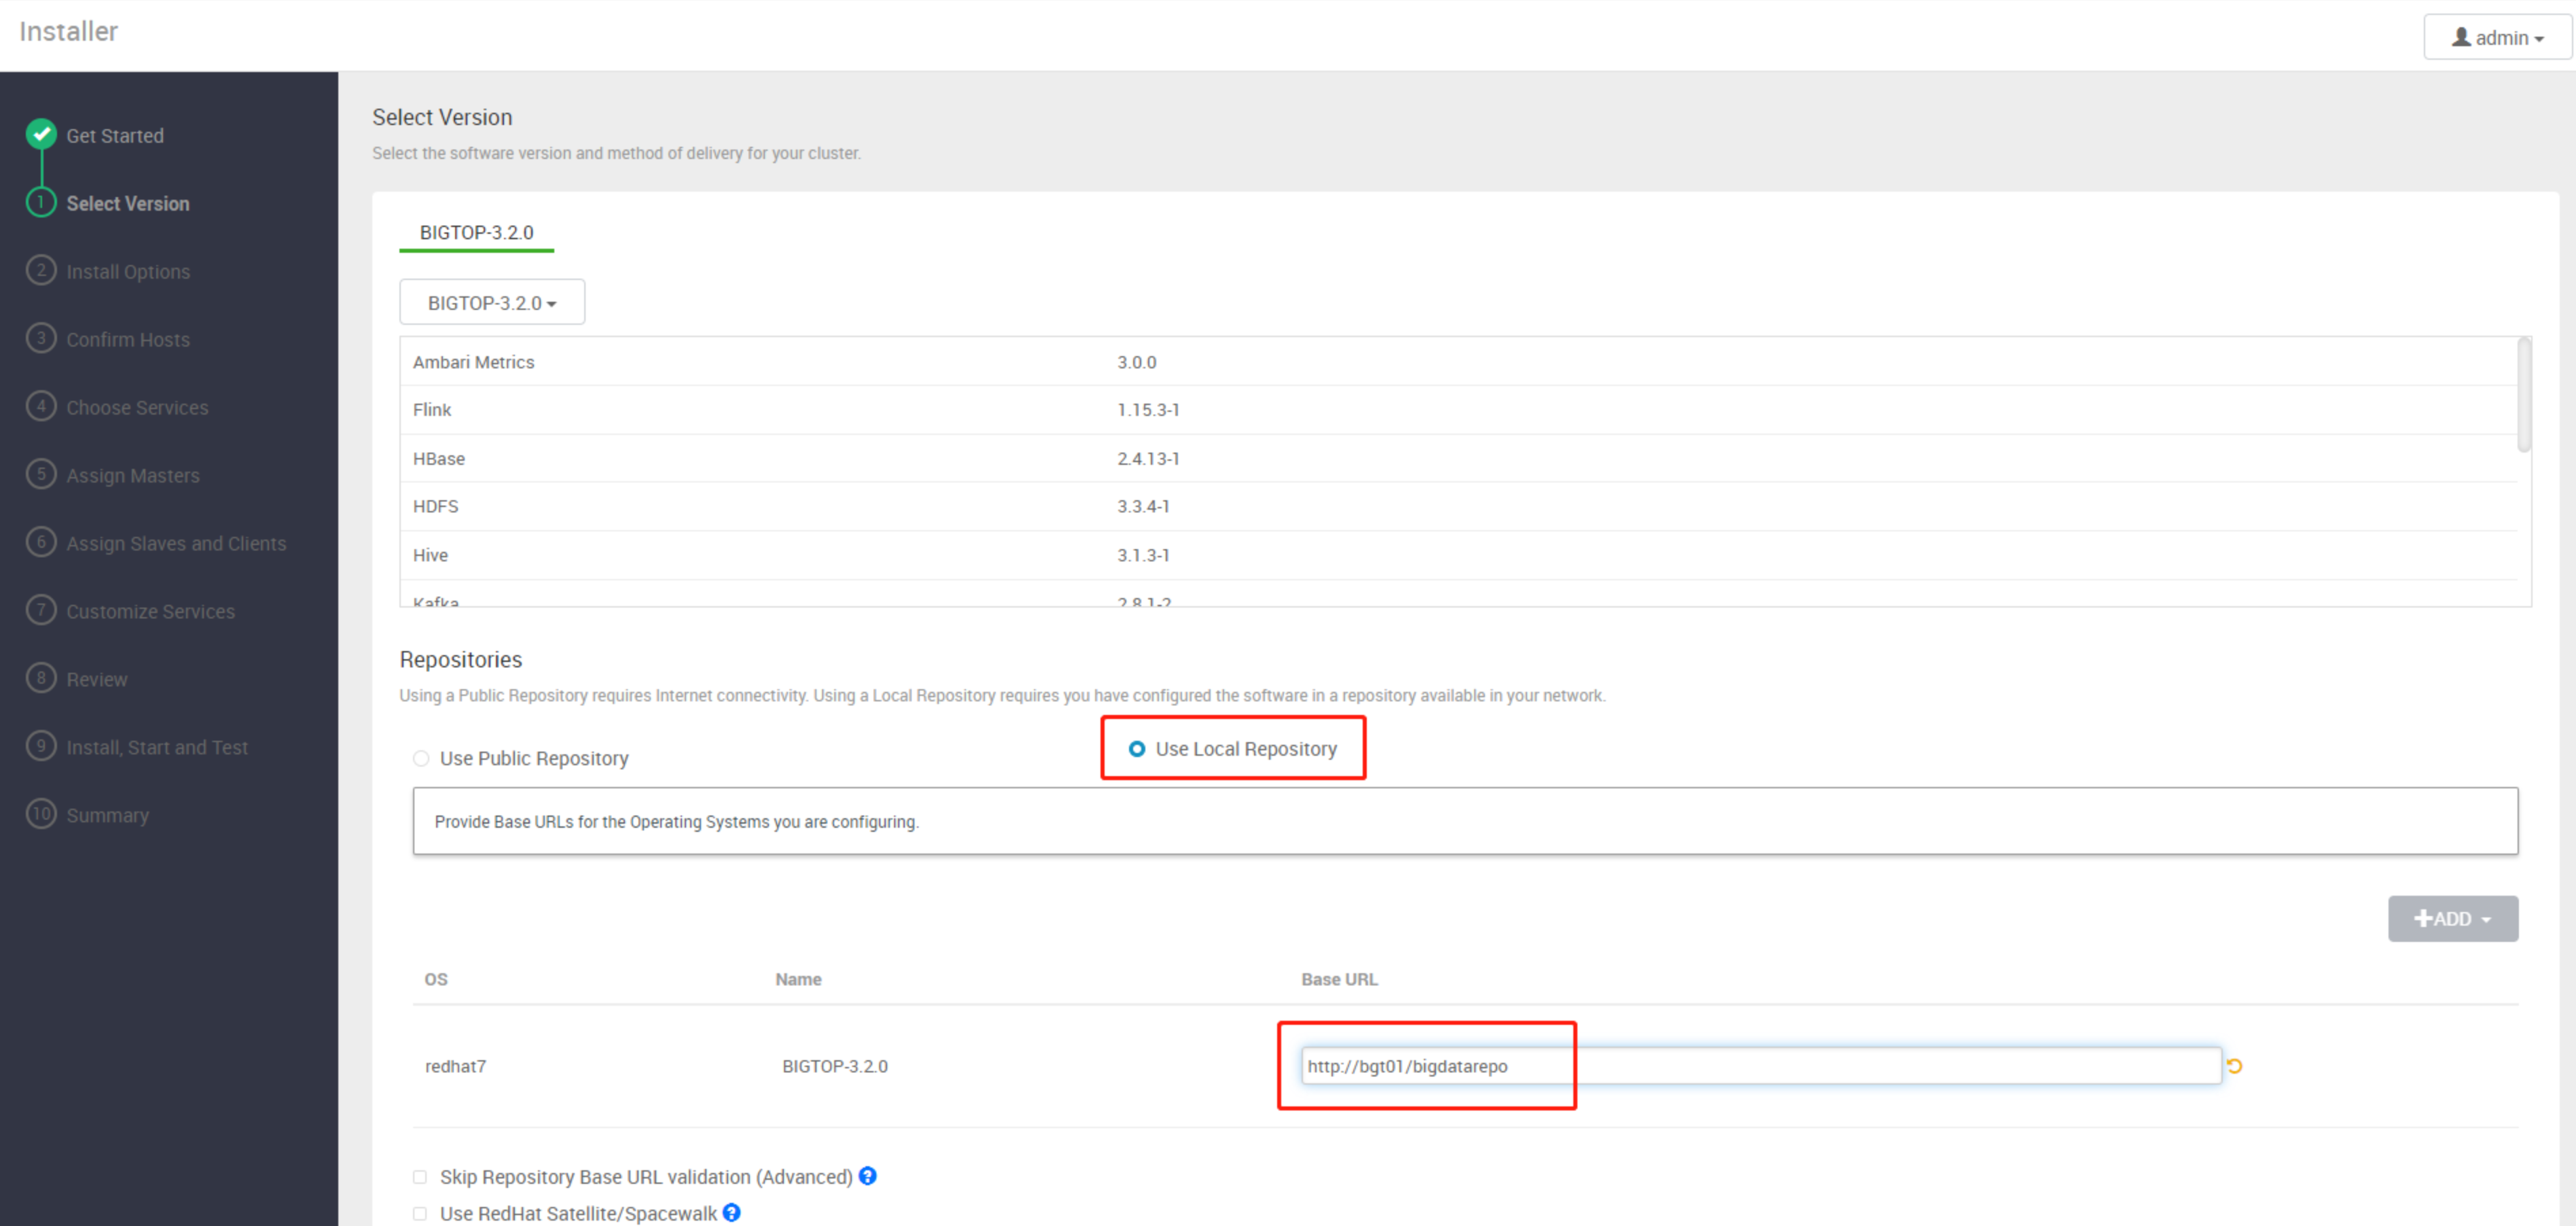 Installer
admin
Get Started
1 Select Version
2 Install Options
3 Confirm Hosts
4 Choose Services
5 Assign Masters
6 Assign Slaves and Clients
7 Customize Services
8 Review
9 Install, Start and Test
10 Summary
Select Version
Select the software version and method of delivery for your cluster.
BIGTOP-3.2.0
BIGTOP-3.2.0
Ambari Metrics 3.0.0
Flink 1.15.3-1
HBase 2.4.13-1
HDFS 3.3.4-1
Hive 3.1.3-1
Kafka 2.8.1-2
Repositories
Using a Public Repository requires Internet connectivity. Using a Local Repository requires you have configured the software in a repository available in your network.
Use Public Repository Use Local Repository
Provide Base URLs for the Operating Systems you are configuring.
ADD
OS Name Base URL
redhat7 BIGTOP-3.2.0 http://bgt01/bigdatarepo
Skip Repository Base URL validation (Advanced) ?
Use RedHat Satellite/Spacewalk ?